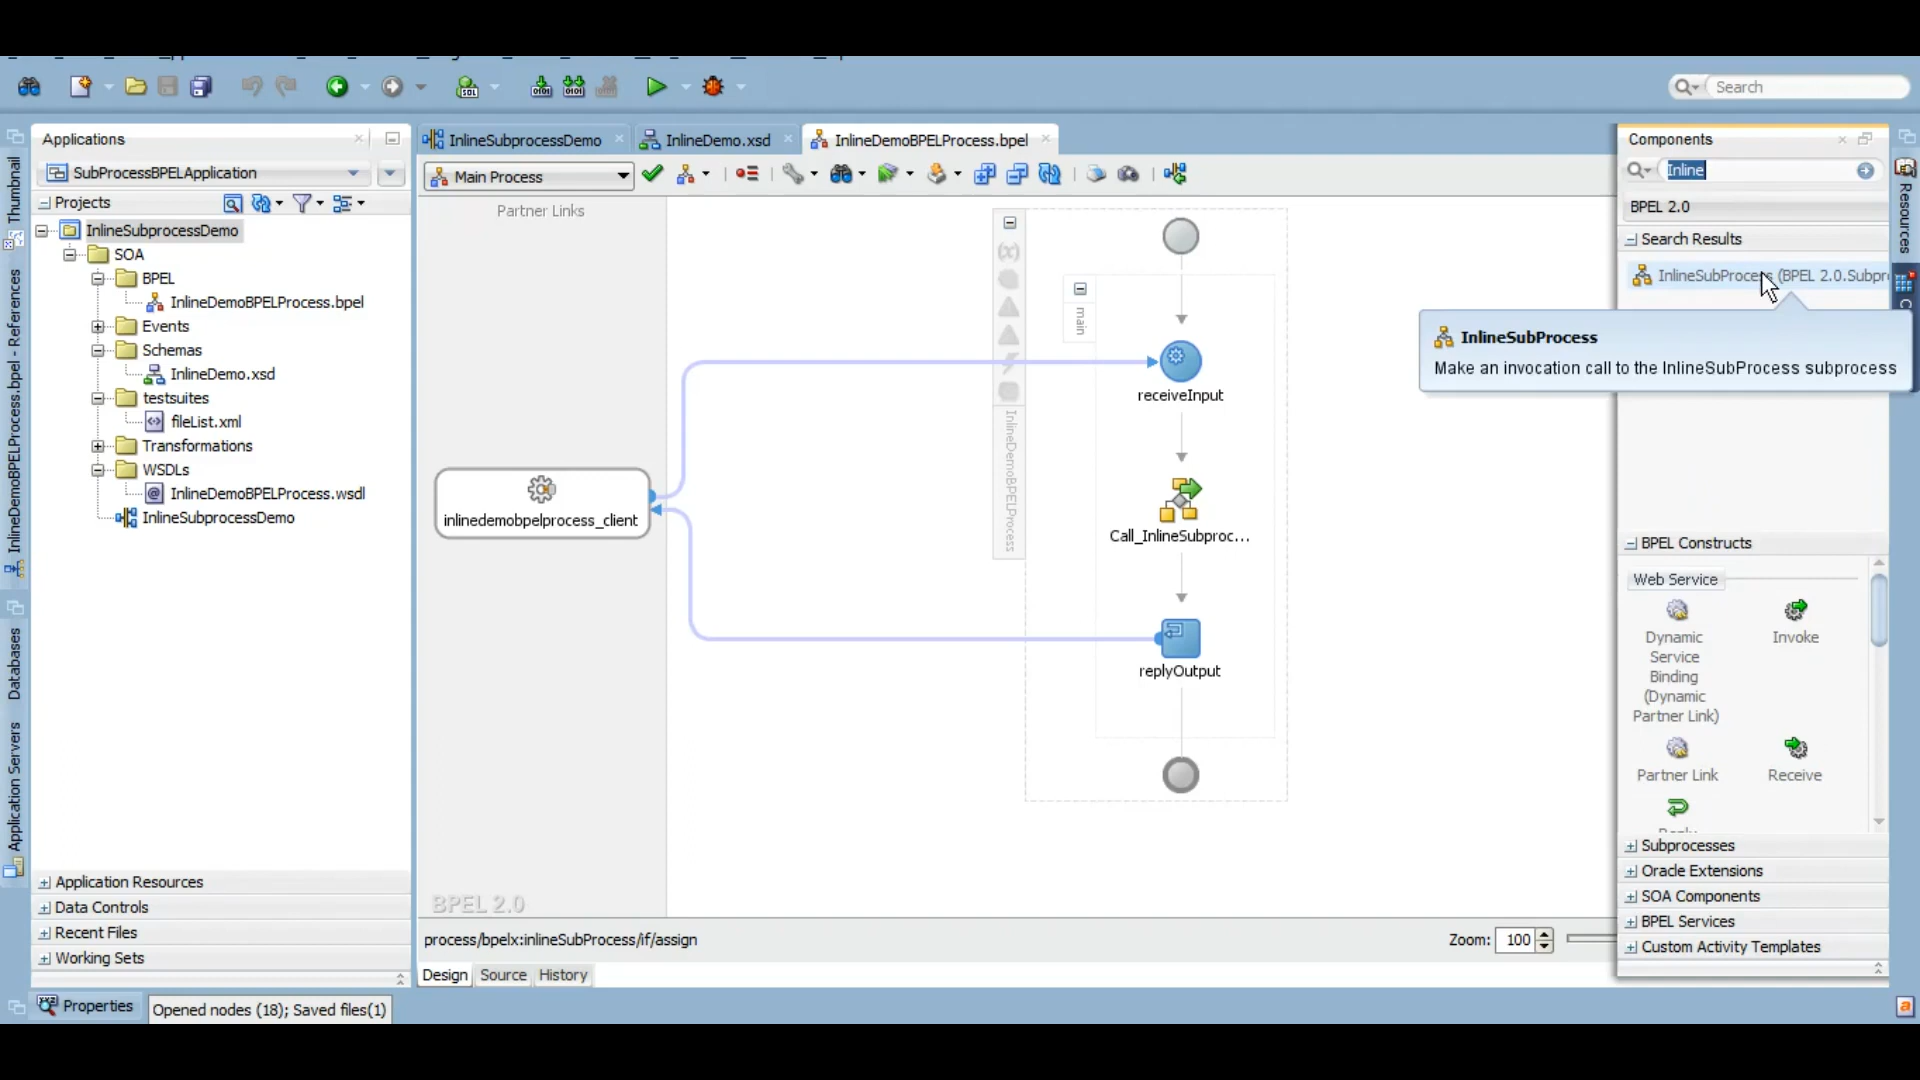 SQL
Search
Thumbnail
InlineDemoBPELProcess.bpel - References
Databases
Application Servers
Applications
SubProcessBPELApplication
Projects
InlineSubprocessDemo
SOA
BPEL
InlineDemoBPELProcess.bpel
Events
Schemas
InlineDemo.xsd
testsuites
fileList.xml
Transformations
WSDLs
InlineDemoBPELProcess.wsdl
InlineSubprocessDemo
Application Resources
Data Controls
Recent Files
Working Sets
InlineSubprocessDemo
InlineDemo.xsd
InlineDemoBPELProcess.bpel
Main Process
Partner Links
inlinedemobpelprocess_client
InlineDemoBPELProcess
main
receiveInput
Call_InlineSubproc...
replyOutput
BPEL 2.0
process/bpelx:inlineSubProcess/if/assign
Zoom: 100
Design Source History
Components
Inline
BPEL 2.0
Search Results
InlineSubProcess (BPEL 2.0.Subpr
InlineSubProcess
Make an invocation call to the InlineSubProcess subprocess
BPEL Constructs
Web Service
Dynamic
Service
Binding
(Dynamic
Partner Link)
Invoke
Partner Link
Receive
Subprocesses
Oracle Extensions
SOA Components
BPEL Services
Custom Activity Templates
Resources
Properties
Opened nodes (18); Saved files(1)